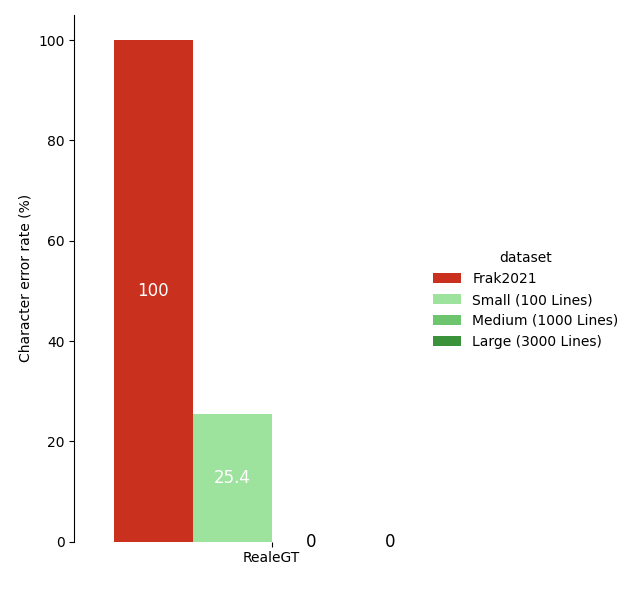 100
80
60
40
20
0
Character error rate (%)
100
25.4
0
0
RealeGT
dataset
Frak2021
Small (100 Lines)
Medium (1000 Lines)
Large (3000 Lines)